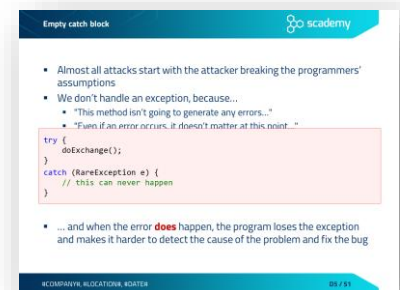 Empty catch block
scademy
Almost all attacks start with the attacker breaking the programmers'
assumptions
We don't handle an exception, because...
"This method isn't going to generate any errors..."
"Even if an error occurs, it doesn't matter at this point..."
try {
doExchange();
}
catch (RareException e) {
// this can never happen
}
... and when the error does happen, the program loses the exception
and makes it harder to detect the cause of the problem and fix the bug
#COMPANY#, #LOCATION#, #DATE#
D5 / 51